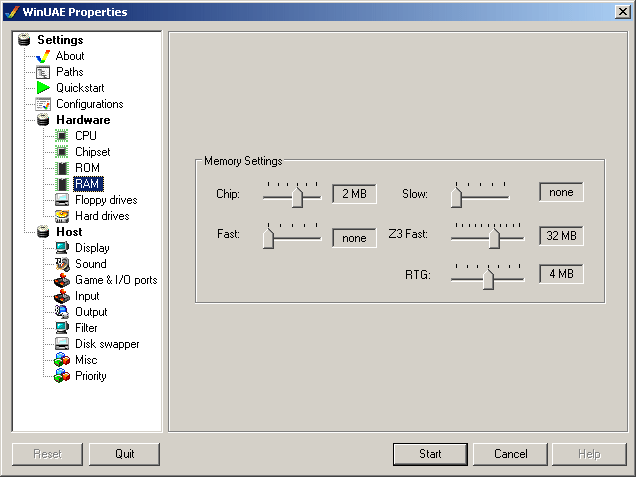 WinUAE Properties
Settings
About
Paths
Quickstart
Configurations
Hardware
CPU
Chipset
ROM
RAM
Floppy drives
Hard drives
Host
Display
Sound
Game & I/O ports
Input
Output
Filter
Disk swapper
Misc
Priority
Memory Settings
Chip: 2 MB Slow: none
Fast: none Z3 Fast: 32 MB
RTG: 4 MB
Reset Quit Start Cancel Help